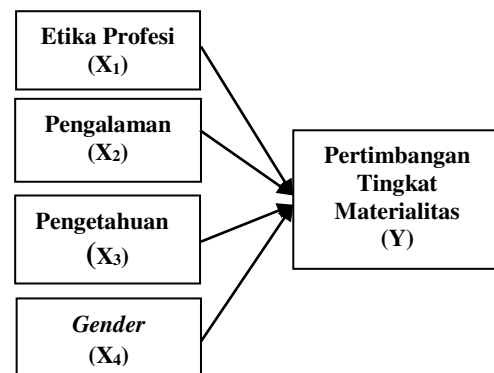 Etika Profesi
(X₁)
Pengalaman
(X₂)
Pengetahuan
(X₃)
Gender
(X₄)
Pertimbangan
Tingkat
Materialitas
(Y)